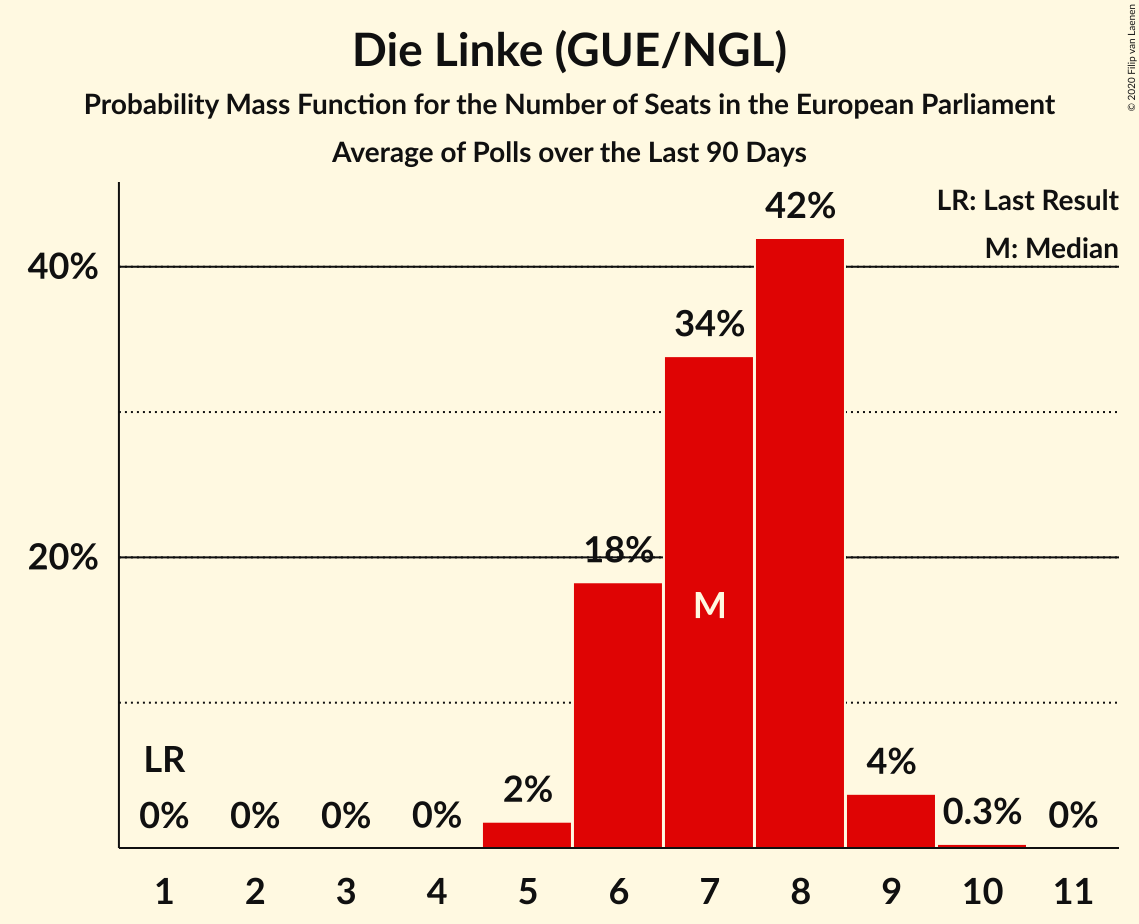 Die Linke (GUE/NGL)
Probability Mass Function for the Number of Seats in the European Parliament
Average of Polls over the Last 90 Days
© 2020 Filip van Laenen
LR: Last Result
M: Median
40%
20%
LR
0%
0%
0%
0%
2%
18%
34%
M
42%
4%
0.3%
0%
1 2 3 4 5 6 7 8 9 10 11